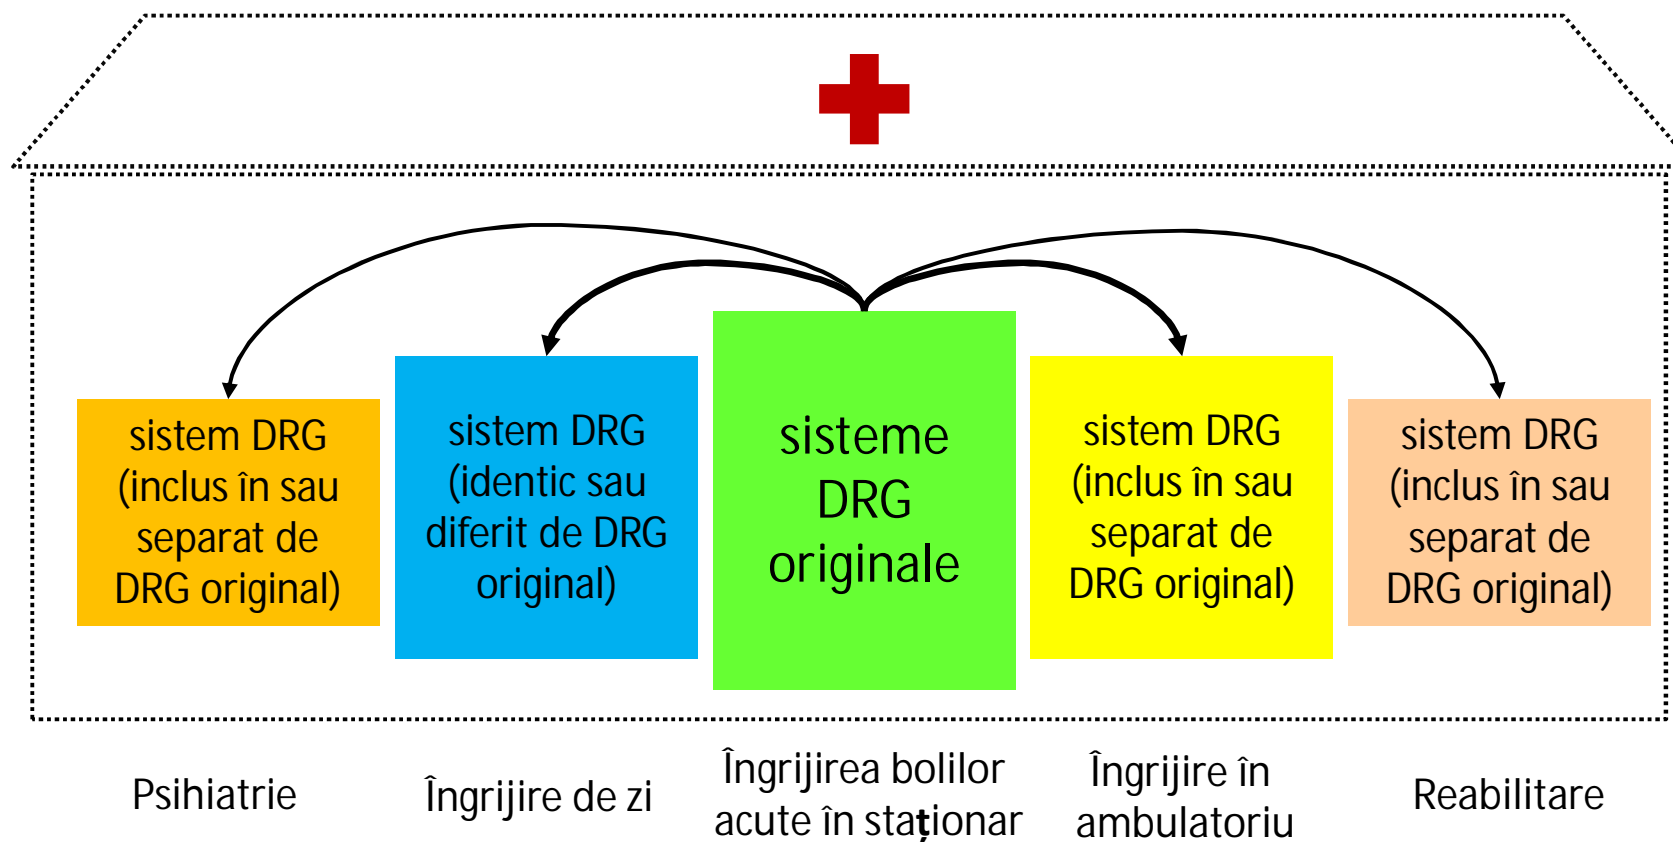 sistem DRG
(inclus în sau
separat de
DRG original)
sistem DRG
(identic sau
diferit de DRG
original)
sisteme
DRG
originale
sistem DRG
(inclus în sau
separat de
DRG original)
sistem DRG
(inclus în sau
separat de
DRG original)
Psihiatrie
Îngrijire de zi
Îngrijirea bolilor
acute în staționar
Îngrijire în
ambulatoriu
Reabilitare